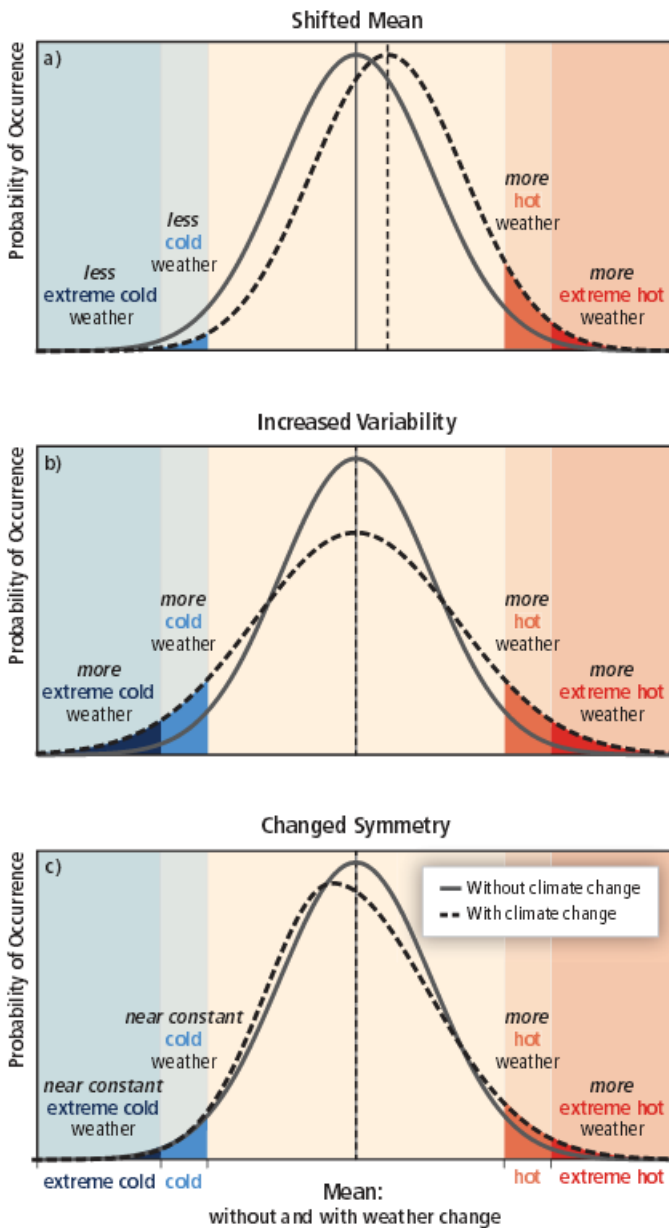 Shifted Mean
a)
Probability of Occurrence
less
extreme cold
weather
less
cold
weather
more
hot
weather
more
extreme hot
weather
Increased Variability
b)
Probability of Occurrence
more
extreme cold
weather
more
cold
weather
more
hot
weather
more
extreme hot
weather
Changed Symmetry
c)
Probability of Occurrence
Without climate change
With climate change
near constant
extreme cold
weather
near constant
cold
weather
more
hot
weather
more
extreme hot
weather
extreme cold
cold
hot
extreme hot
Mean:
without and with weather change